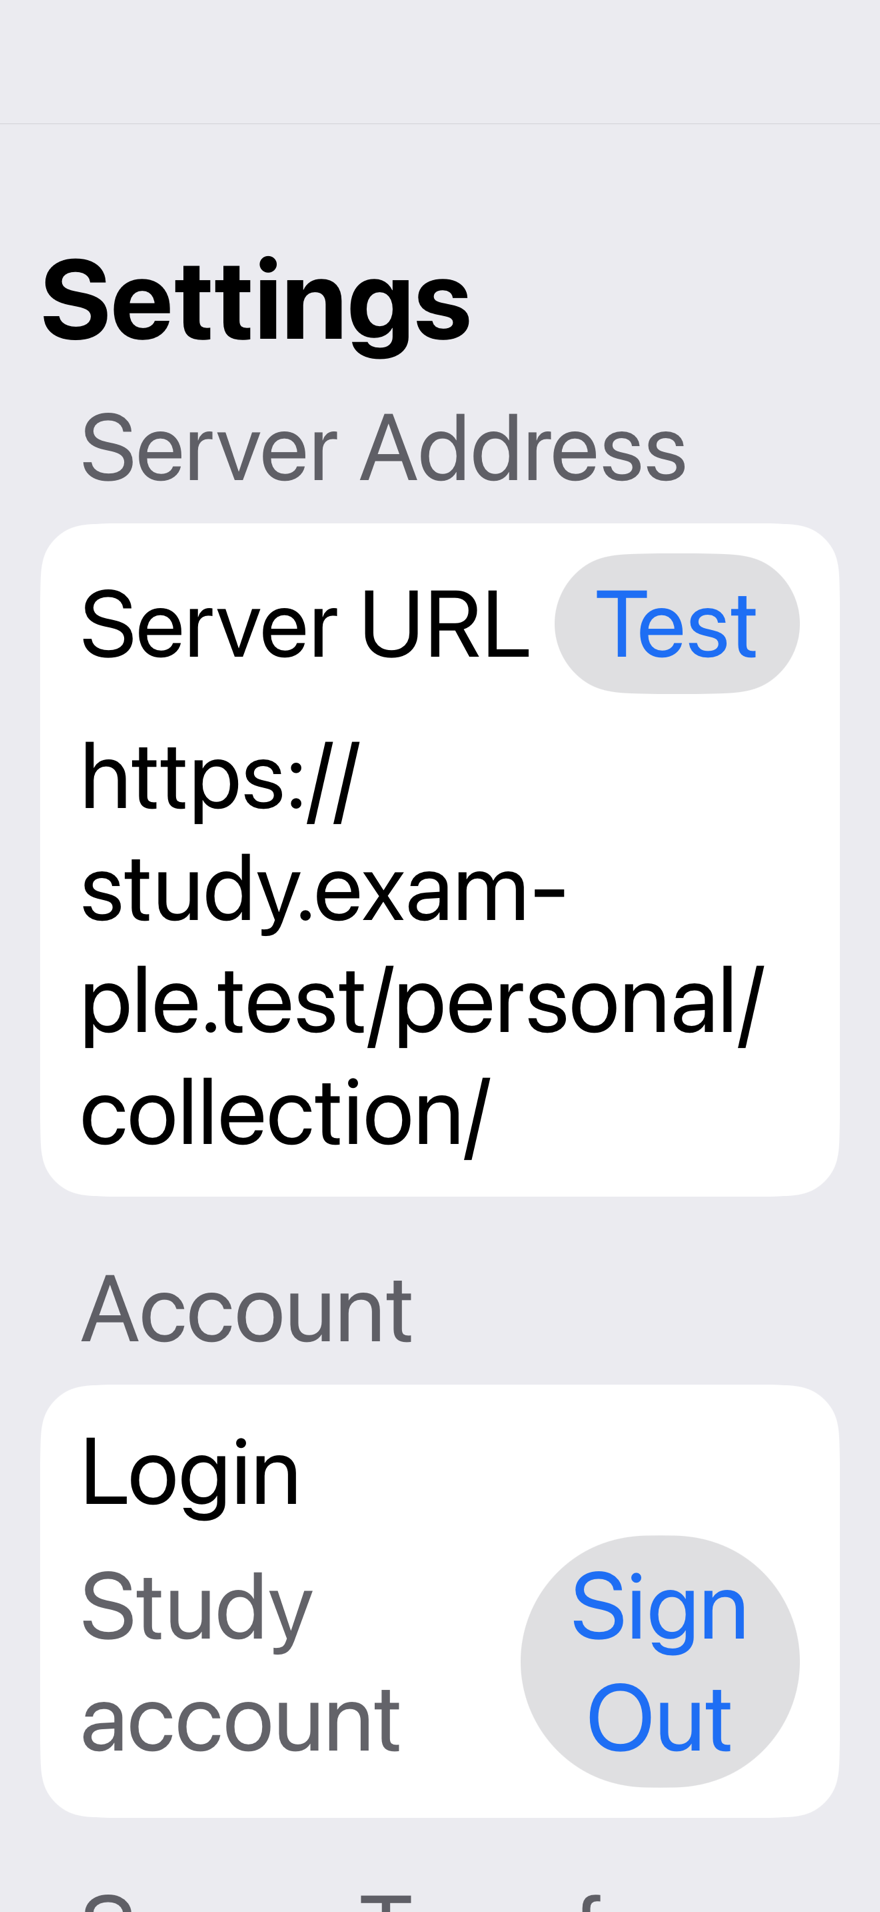 Settings
Server Address
Server URL
Test
https://
study.exam-
ple.test/personal/
collection/
Account
Login
Study
account
Sign
Out